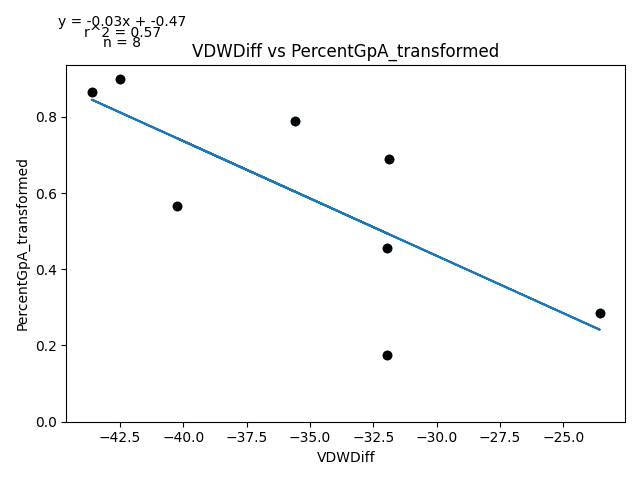 y = -0.03x + -0.47
r^2 = 0.57
n = 8
VDWDiff vs PercentGpA_transformed
PercentGpA_transformed
0.8
0.6
0.4
0.2
0.0
−42.5 −40.0 −37.5 −35.0 −32.5 −30.0 −27.5 −25.0
VDWDiff